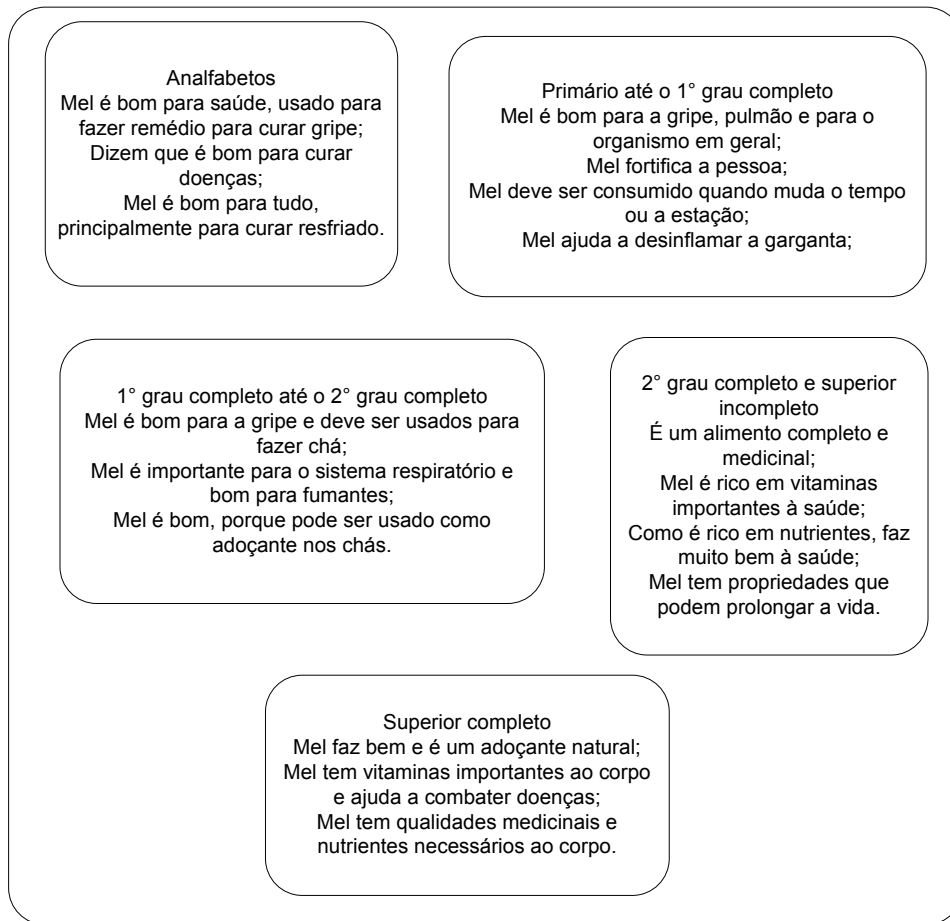 Analfabetos
Mel é bom para saúde, usado para
fazer remédio para curar gripe;
Dizem que é bom para curar
doenças;
Mel é bom para tudo,
principalmente para curar resfriado.
Primário até o 1° grau completo
Mel é bom para a gripe, pulmão e para o
organismo em geral;
Mel fortifica a pessoa;
Mel deve ser consumido quando muda o tempo
ou a estação;
Mel ajuda a desinflamar a garganta;
1° grau completo até o 2° grau completo
Mel é bom para a gripe e deve ser usados para
fazer chá;
Mel é importante para o sistema respiratório e
bom para fumantes;
Mel é bom, porque pode ser usado como
adoçante nos chás.
2° grau completo e superior
incompleto
É um alimento completo e
medicinal;
Mel é rico em vitaminas
importantes à saúde;
Como é rico em nutrientes, faz
muito bem à saúde;
Mel tem propriedades que
podem prolongar a vida.
Superior completo
Mel faz bem e é um adoçante natural;
Mel tem vitaminas importantes ao corpo
e ajuda a combater doenças;
Mel tem qualidades medicinais e
nutrientes necessários ao corpo.